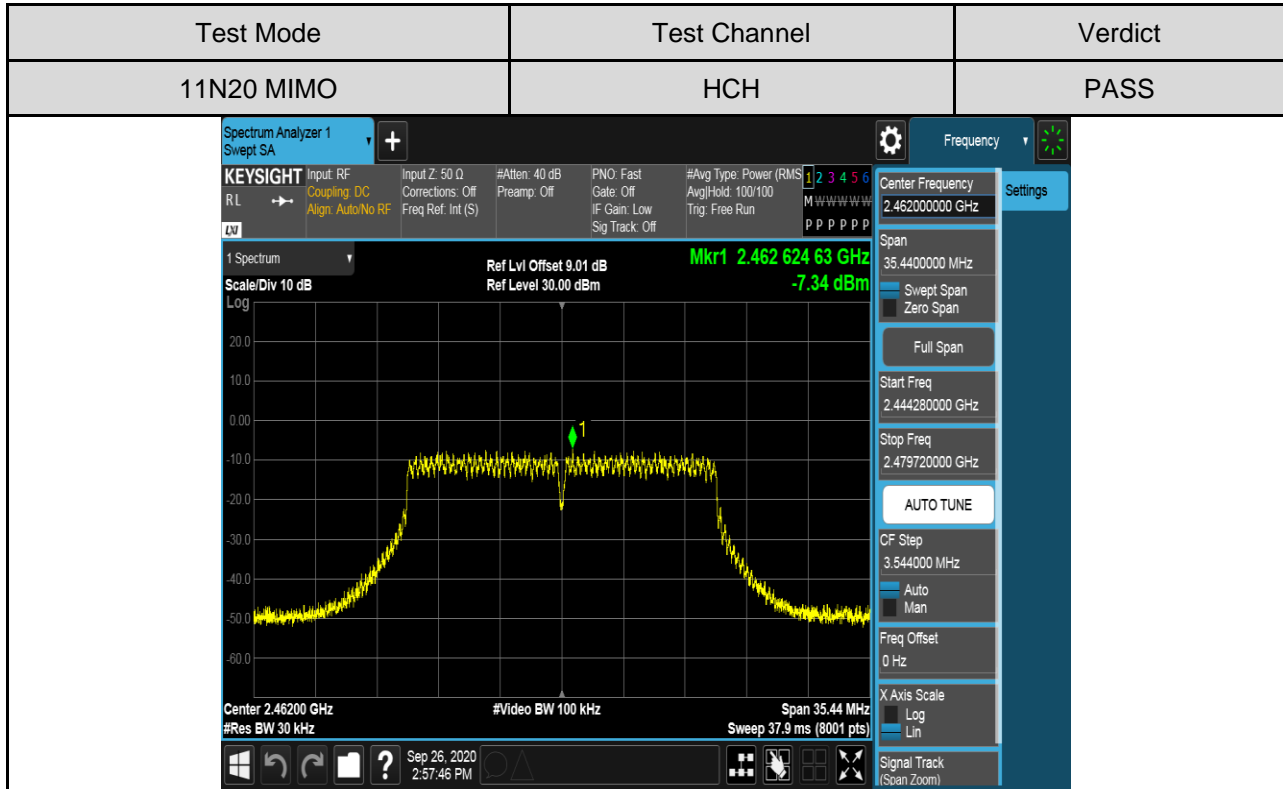 Test Mode Test Channel Verdict
11N20 MIMO HCH PASS
Spectrum Analyzer 1
Swept SA
+
Frequency
KEYSIGHT Input: RF Input Z: 50 Ω #Atten: 40 dB PNO: Fast #Avg Type: Power (RMS 1 2 3 4 5 6
RL Coupling: DC Corrections: Off Preamp: Off Gate: Off Avg|Hold: 100/100 M W W W W W
Align: Auto/No RF Freq Ref: Int (S) IF Gain: Low Trig: Free Run
LXI Sig Track: Off P P P P P P
1 Spectrum
Ref Lvl Offset 9.01 dB
Mkr1 2.462 624 63 GHz
Scale/Div 10 dB
Ref Level 30.00 dBm
-7.34 dBm
Log
20.0
10.0
0.00
-10.0
-20.0
-30.0
-40.0
-50.0
-60.0
1
Center 2.46200 GHz #Video BW 100 kHz Span 35.44 MHz
#Res BW 30 kHz Sweep 37.9 ms (8001 pts)
Center Frequency
2.462000000 GHz
Settings
Span
35.4400000 MHz
Swept Span
Zero Span
Full Span
Start Freq
2.444280000 GHz
Stop Freq
2.479720000 GHz
AUTO TUNE
CF Step
3.544000 MHz
Auto
Man
Freq Offset
0 Hz
X Axis Scale
Log
Lin
Signal Track
(Span Zoom)
?
Sep 26, 2020
2:57:46 PM